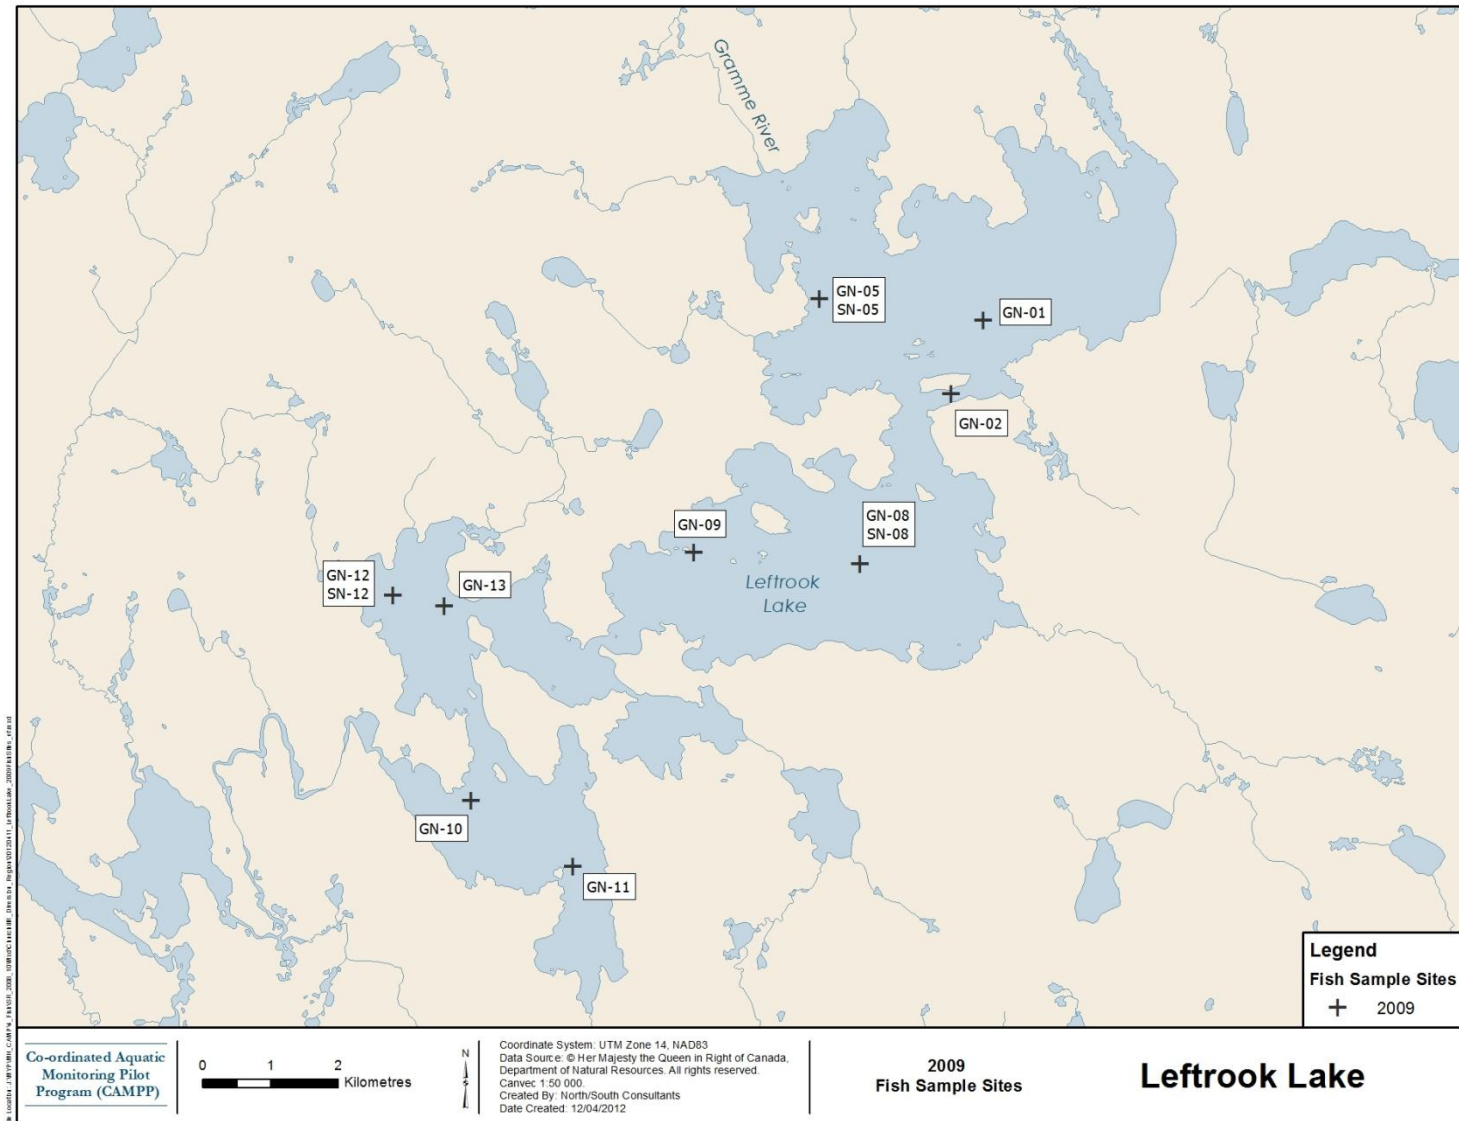 Gramme River
GN-05
SN-05
GN-01
GN-02
GN-09
GN-08
SN-08
GN-12
SN-12
GN-13
Leftrook
Lake
GN-10
GN-11
Legend
Fish Sample Sites
2009
Co-ordinated Aquatic
Monitoring Pilot
Program (CAMPP)
0 1 2
Kilometres
N
S
Coordinate System: UTM Zone 14, NAD83
Data Source: © Her Majesty the Queen in Right of Canada,
Department of Natural Resources. All rights reserved.
Canvec 1:50 000.
Created By: North/South Consultants
Date Created: 12/04/2012
2009
Fish Sample Sites
Leftrook Lake